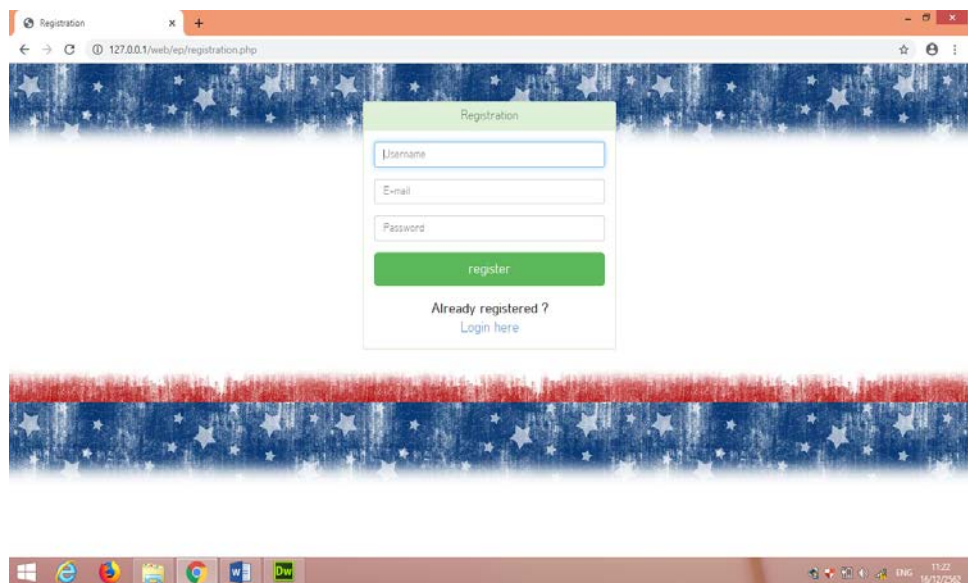 Registration
127.0.0.1/web/ep/registration.php
Registration
Username
E-mail
Password
register
Already registered ?
Login here
W
Dw
ENG
11:22
16/12/2562